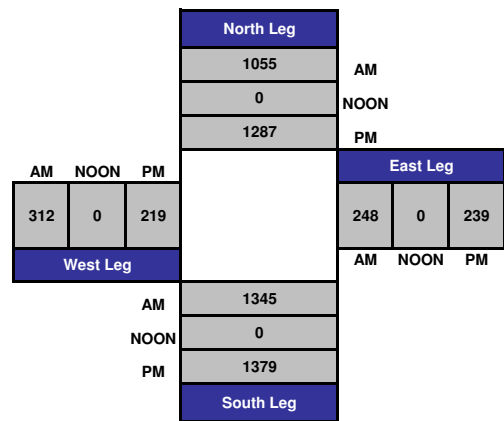 North Leg
1055 AM
0 NOON
1287 PM
AM NOON PM
East Leg
312 0 219
248 0 239
West Leg
AM NOON PM
AM 1345
NOON 0
PM 1379
South Leg